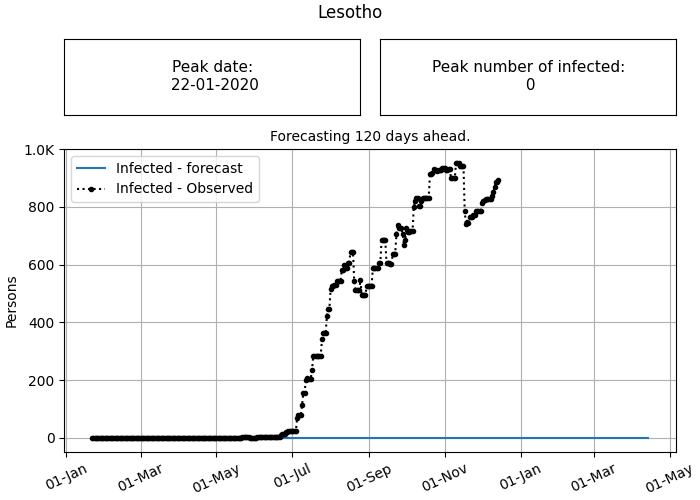 Lesotho
Peak date:
22-01-2020
Peak number of infected:
0
Forecasting 120 days ahead.
Infected - forecast
Infected - Observed
Persons
1.0K
800
600
400
200
0
01-Jan
01-Mar
01-May
01-Jul
01-Sep
01-Nov
01-Jan
01-Mar
01-May